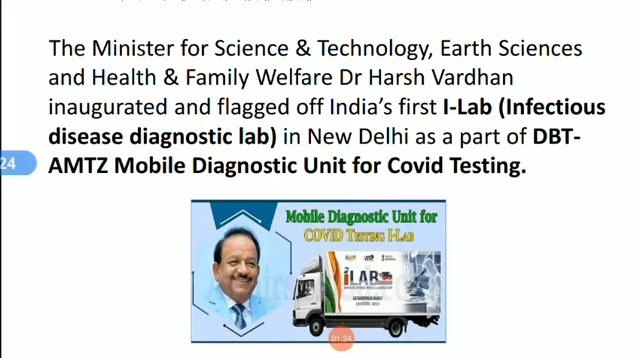 The Minister for Science & Technology, Earth Sciences
and Health & Family Welfare Dr Harsh Vardhan
inaugurated and flagged off India's first I-Lab (Infectious
disease diagnostic lab) in New Delhi as a part of DBT-
AMTZ Mobile Diagnostic Unit for Covid Testing.
24
Mobile Diagnostic Unit for
COVID TESTING I-LAB
iLAB
1:24